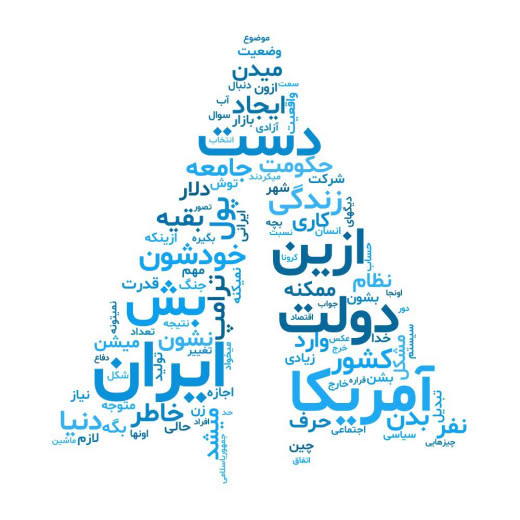 موضوع
وضعیت
میدن
سمت
دنبال
ازون
ایجاد
واقعیت
آب
سوال
بازار
آزادی
دست
انتخاب
حکومت
جامعه
میکردند
شرکت
توش
دلار
شهر
زندگی
دیگهای
پول
تصور
بقیه
ایرانی
کاری
بچه
انسان
نسبت
بگیره
ازینکه
ازین
خودشون
حساب
کرونا
مهم
نمیکنه
نظام
جنگ
قدرت
ممکنه
اونجا
بشون
ترامپ
نش
جواب
دولت
دور
نمیتونه
اقتصاد
نتیجه
تعداد
خدا
سیستم
عکس
وارد
نشون
میشن
خرج
مشکل
تغییر
میخواد
زیادی
کشور
دفاع
تولید
ایران
شکل
بشن
قراره
خارج
آمریکا
اجازه
نیاز
تبدیل
متوجه
خاطر
زن
حد
میشد
بدن
دنیا
افراد
حرف
نفر
بگه
حالی
اجتماعی
سیاسی
اونها
لازم
ماشین
چیزهایی
چین
جمهوریاسلامی
اتفاق